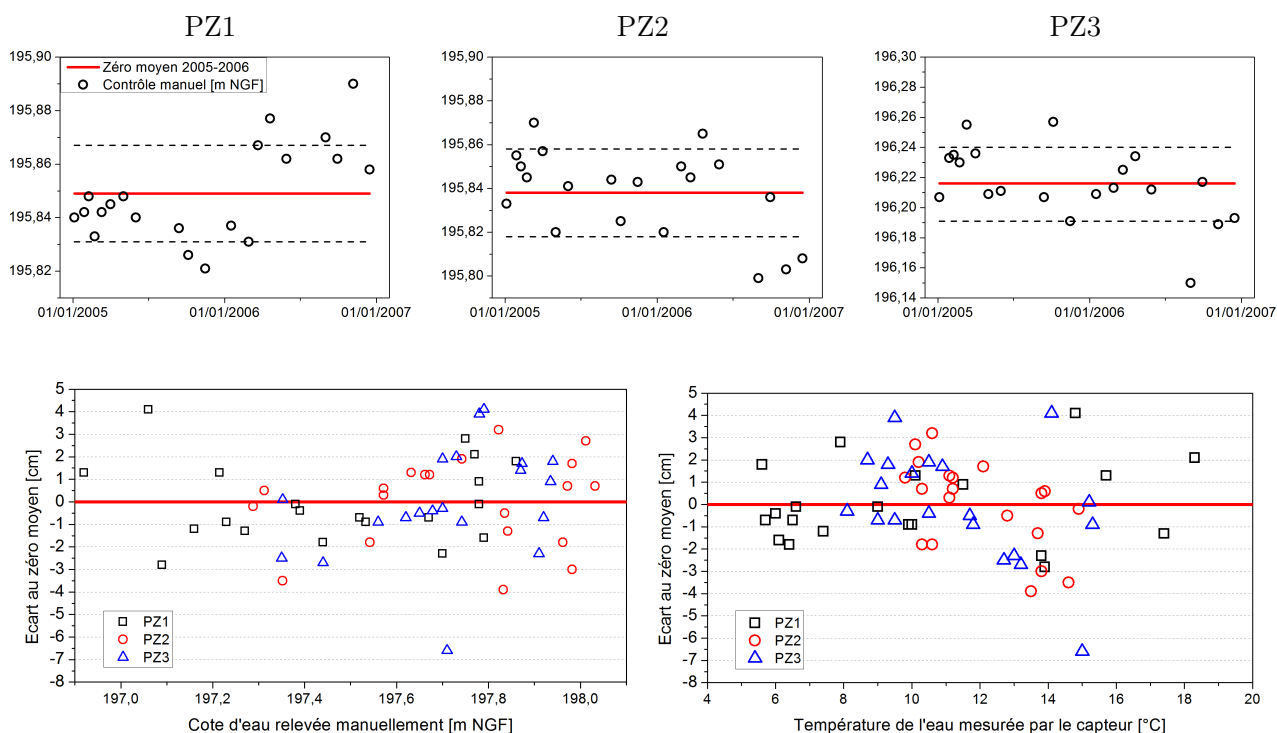 PZ1 PZ2 PZ3
195,90 195,90 196,30
Zéro moyen 2005-2006
Contrôle manuel [m NGF]
195,88 195,88 196,28
195,86 195,86 196,26
196,24
195,84 195,84 196,22
196,20
195,82 195,82 196,18
195,80 196,16
196,14
01/01/2005 01/01/2006 01/01/2007 01/01/2005 01/01/2006 01/01/2007 01/01/2005 01/01/2006 01/01/2007
Ecart au zéro moyen [cm]
5
4
3
2
1
0
-1
-2
-3
-4
-5
-6
-7
-8
PZ1
PZ2
PZ3
197,0 197,2 197,4 197,6 197,8 198,0
Cote d'eau relevée manuellement [m NGF]
Ecart au zéro moyen [cm]
5
4
3
2
1
0
-1
-2
-3
-4
-5
-6
-7
-8
PZ1
PZ2
PZ3
4 6 8 10 12 14 16 18 20
Température de l'eau mesurée par le capteur [°C]